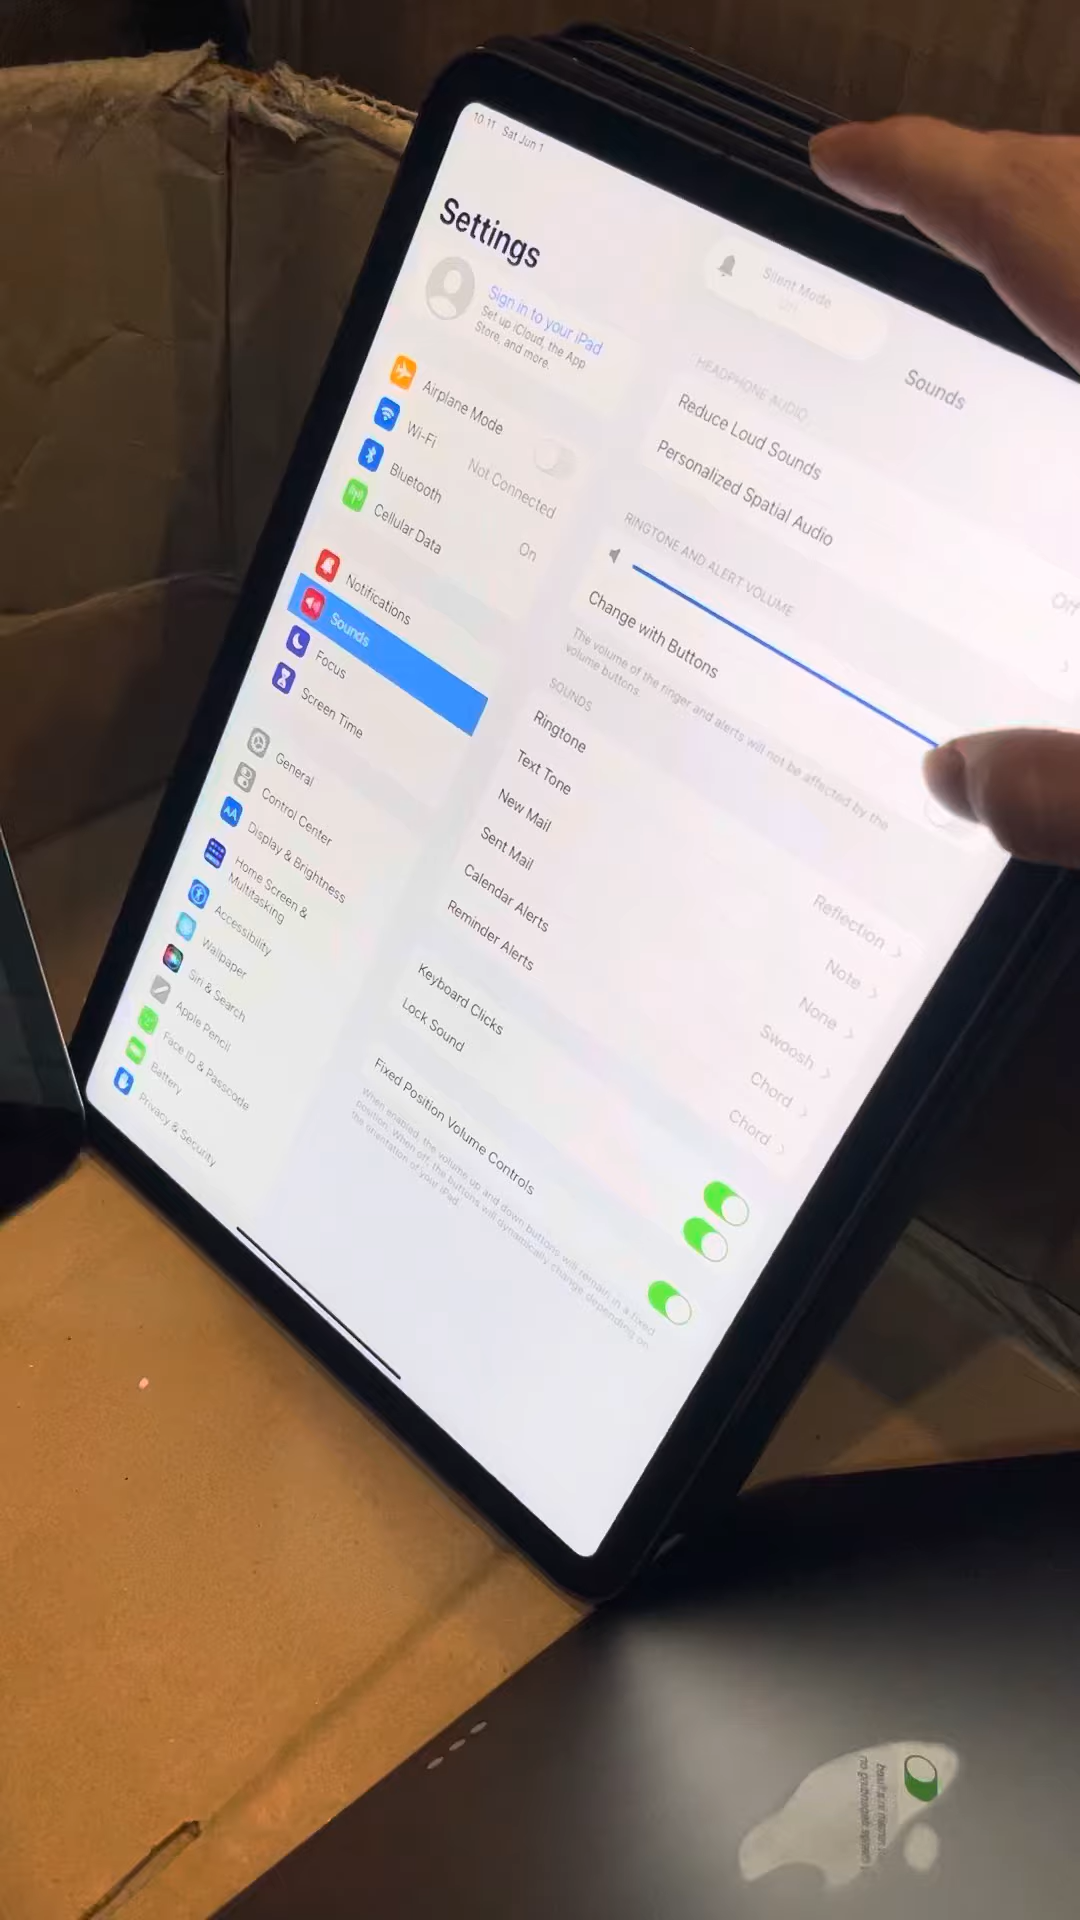 10:11 Sat Jun 1
Settings
Sign in to your iPad
Set up iCloud, the App
Store, and more.
Airplane Mode
Wi-Fi
Not Connected
Bluetooth
On
Cellular Data
Notifications
Sounds
Focus
Screen Time
General
Control Center
Display & Brightness
Home Screen &
Multitasking
Accessibility
Wallpaper
Siri & Search
Apple Pencil
Face ID & Passcode
Battery
Privacy & Security
Silent Mode
Off
Sounds
HEADPHONE AUDIO
Reduce Loud Sounds
Off
Personalized Spatial Audio
RINGTONE AND ALERT VOLUME
Change with Buttons
The volume of the ringer and alerts will not be affected by the
volume buttons.
SOUNDS
Ringtone
Reflection
Text Tone
Note
New Mail
None
Sent Mail
Swoosh
Calendar Alerts
Chord
Reminder Alerts
Chord
Keyboard Clicks
Lock Sound
Fixed Position Volume Controls
When enabled, the volume up and down buttons will remain in a fixed
position. When off, the buttons will dynamically change depending on
the orientation of your iPad.